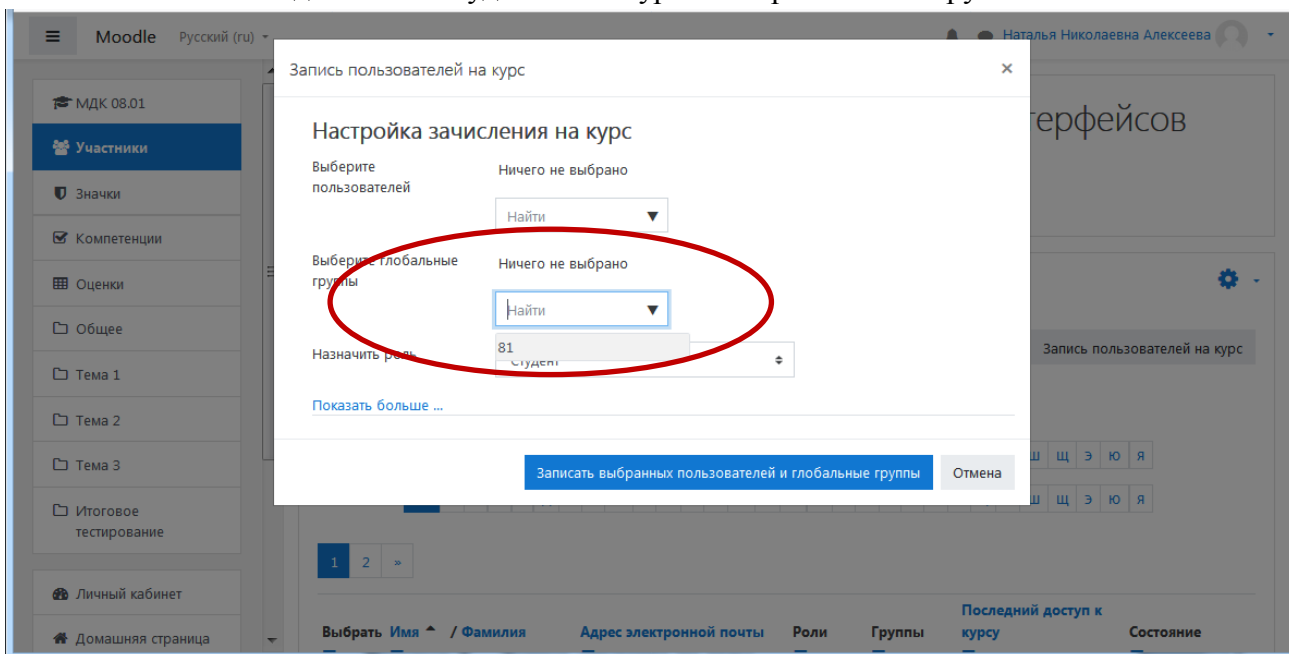 Moodle Русский (ru)
Наталья Николаевна Алексеева
Запись пользователей на курс ×
МДК 08.01
Участники
Значки
Компетенции
Оценки
Общее
Тема 1
Тема 2
Тема 3
Итоговое
тестирование
Личный кабинет
Домашняя страница
Настройка зачисления на курс
Выберите
пользователей
Ничего не выбрано
Найти ▼
Выберите глобальные
группы
Ничего не выбрано
Найти ▼
81
Назначить роль
Студент
Показать больше ...
Записать выбранных пользователей и глобальные группы
Отмена
Запись пользователей на курс
ш щ э ю я
ш щ э ю я
1 2 »
Выбрать Имя / Фамилия Адрес электронной почты Роли Группы Последний доступ к
курсу Состояние